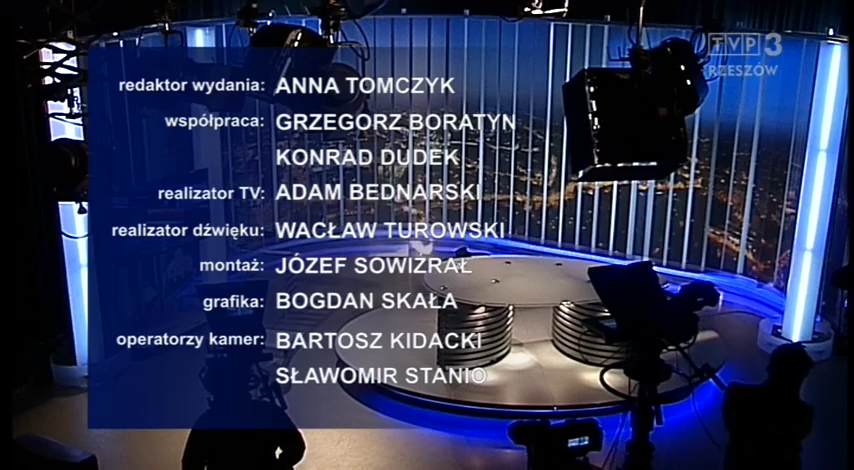 TVP3
RZESZÓW
redaktor wydania: ANNA TOMCZYK
współpraca: GRZEGORZ BORATYN
KONRAD DUDEK
realizator TV: ADAM BEDNARSKI
realizator dźwięku: WACŁAW TUROWSKI
montaż: JÓZEF SOWIŹRAŁ
grafika: BOGDAN SKAŁA
operatorzy kamer: BARTOSZ KIDACKI
SŁAWOMIR STANIO